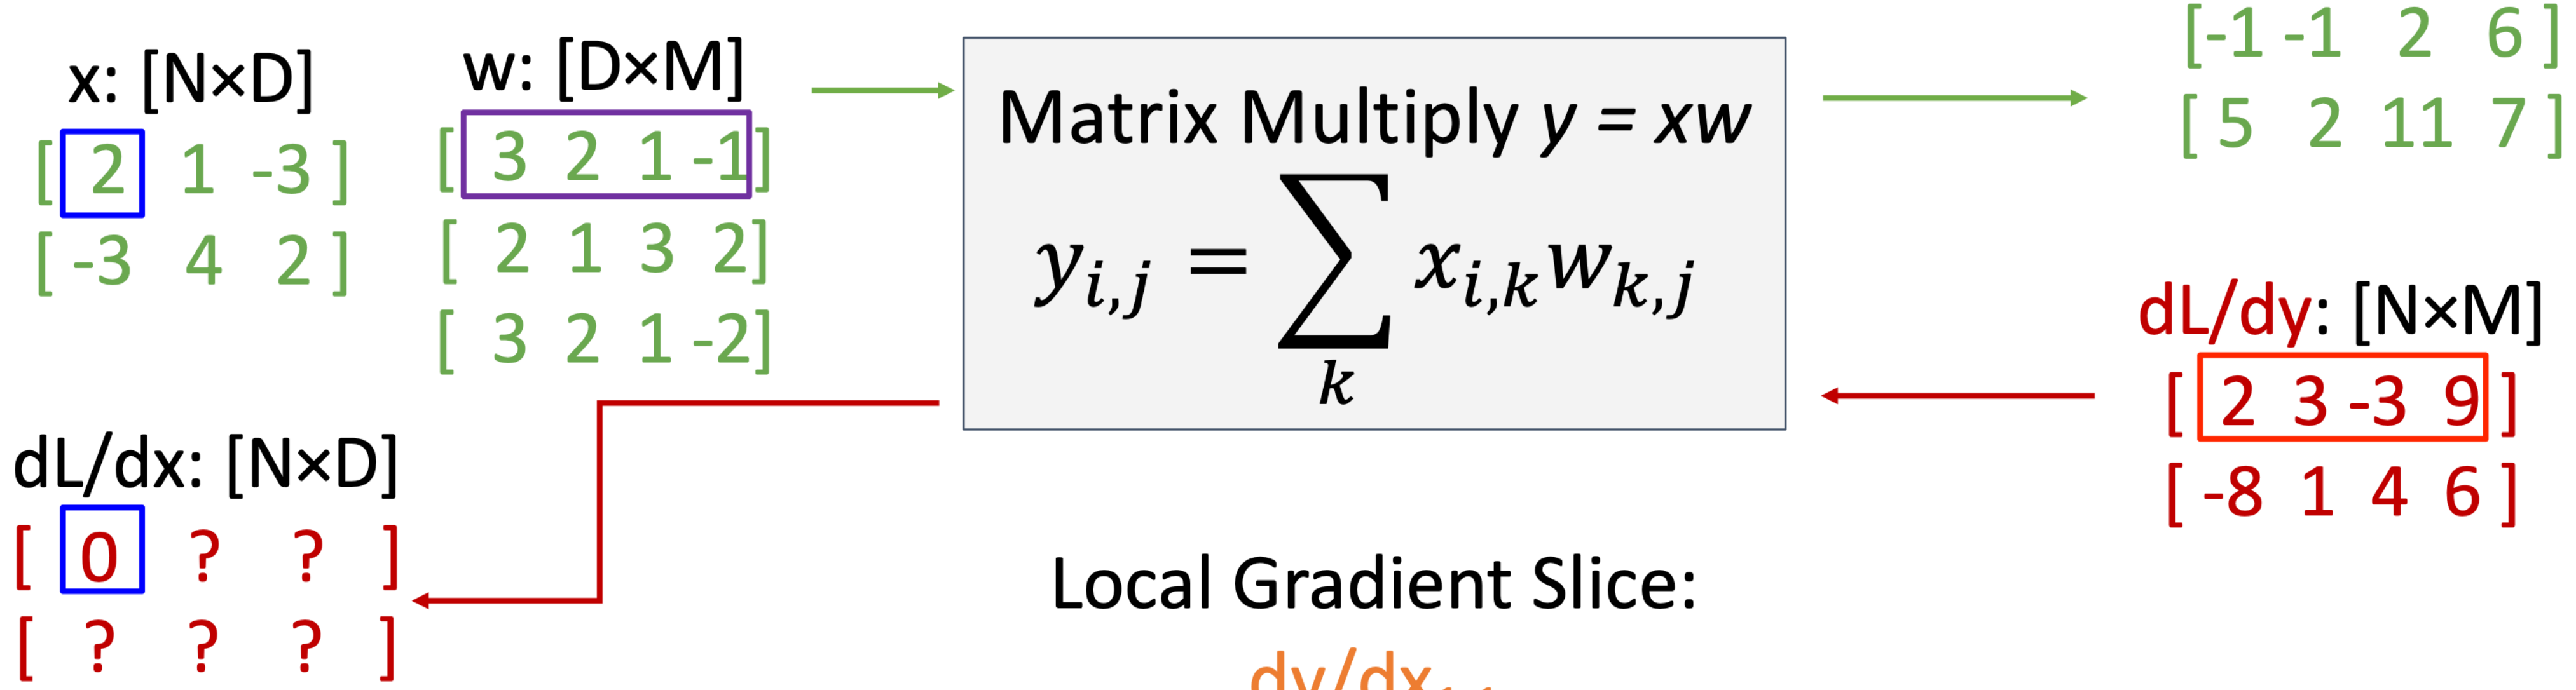 x: [N×D]
[ 2 1 -3 ]
[ -3 4 2 ]
w: [D×M]
[ 3 2 1 -1]
[ 2 1 3 2]
[ 3 2 1 -2]
Matrix Multiply y = xw
y_{i,j} = ∑_k x_{i,k} w_{k,j}
[-1 -1 2 6 ]
[ 5 2 11 7 ]
dL/dy: [N×M]
[ 2 3 -3 9 ]
[ -8 1 4 6 ]
dL/dx: [N×D]
[ 0 ? ? ]
[ ? ? ? ]
Local Gradient Slice:
dy/dx